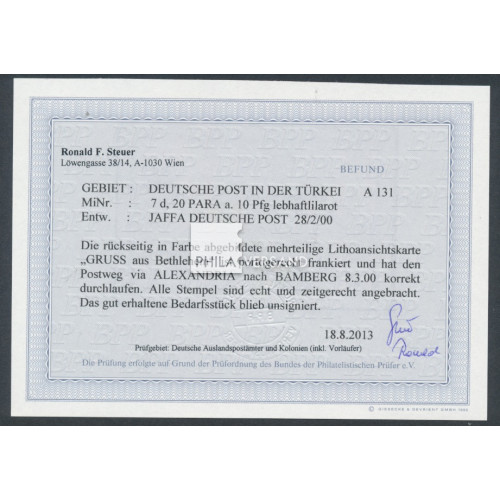 Ronald F. Steuer
Löwengasse 38/14, A-1030 Wien
BEFUND
GEBIET : DEUTSCHE POST IN DER TÜRKEI A 131
MiNr. : 7 d, 20 PARA a. 10 Pfg lebhaftlilarot
Entw. : JAFFA DEUTSCHE POST 28/2/00
Die rückseitig in Farbe abgebildete mehrteilige Lithoansichtskarte
„GRUSS aus Bethlehem" ist portogerecht frankiert und hat den
Postweg via ALEXANDRIA nach BAMBERG 8.3.00 korrekt
durchlaufen. Alle Stempel sind echt und zeitgerecht angebracht.
Das gut erhaltene Bedarfsstück blieb unsigniert.
PHILA VERSAND
18.8.2013
Ronald
Prüfgebiet: Deutsche Auslandspostämter und Kolonien (inkl. Vorläufer)
Die Prüfung erfolgte auf Grund der Prüfordnung des Bundes der Philatelistischen Prüfer e.V.